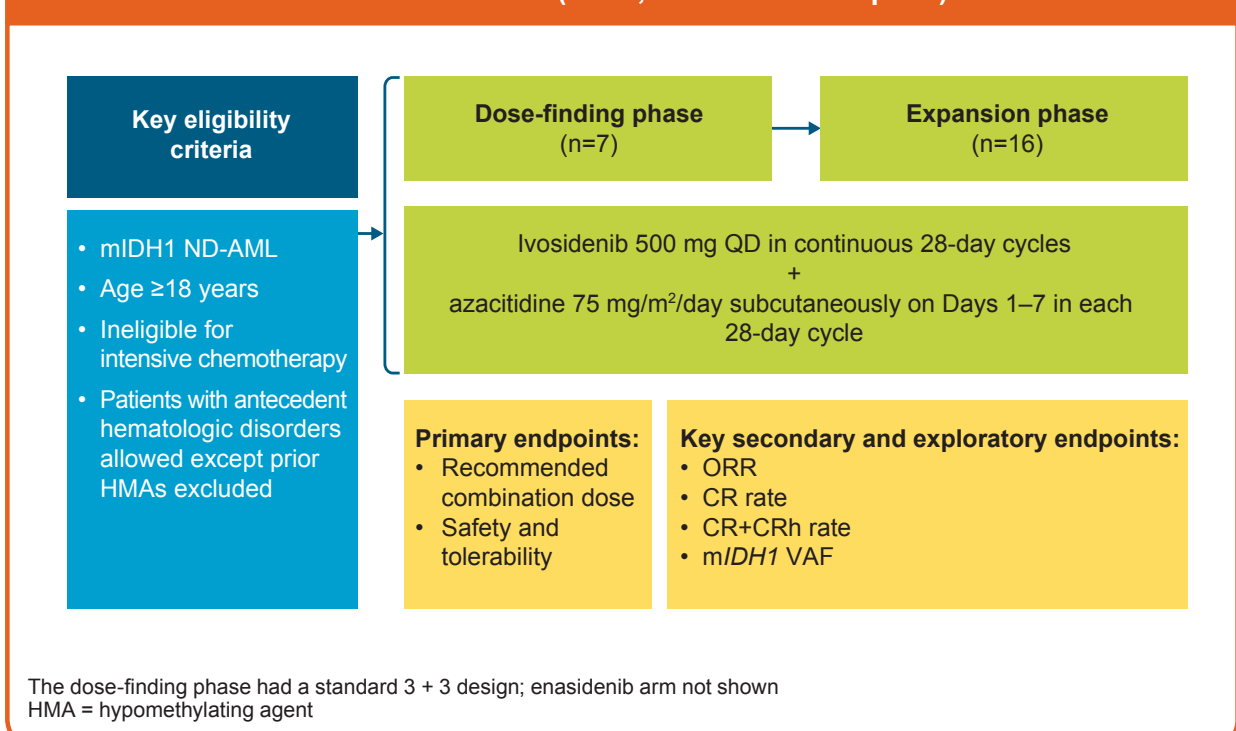 Key eligibility
criteria
• mIDH1 ND-AML
• Age ≥18 years
• Ineligible for
intensive chemotherapy
• Patients with antecedent
hematologic disorders
allowed except prior
HMAs excluded
Dose-finding phase
(n=7)
Expansion phase
(n=16)
Ivosidenib 500 mg QD in continuous 28-day cycles
+
azacitidine 75 mg/m²/day subcutaneously on Days 1–7 in each
28-day cycle
Primary endpoints:
• Recommended
combination dose
• Safety and
tolerability
Key secondary and exploratory endpoints:
• ORR
• CR rate
• CR+CRh rate
• mIDH1 VAF
The dose-finding phase had a standard 3 + 3 design; enasidenib arm not shown
HMA = hypomethylating agent